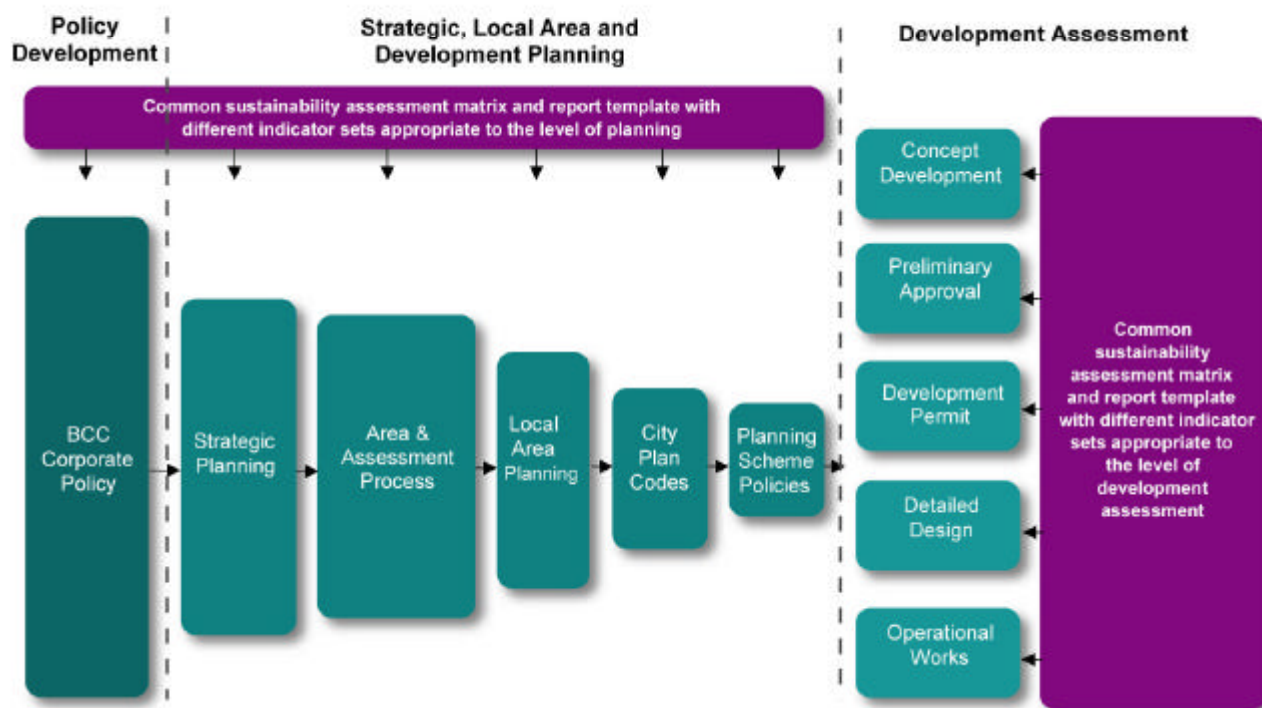 Policy
Development
Strategic, Local Area and
Development Planning
Development Assessment
Common sustainability assessment matrix and report template with
different indicator sets appropriate to the level of planning
BCC
Corporate
Policy
Strategic
Planning
Area &
Assessment
Process
Local
Area
Planning
City
Plan
Codes
Planning
Scheme
Policies
Concept
Development
Preliminary
Approval
Development
Permit
Detailed
Design
Operational
Works
Common
sustainability
assessment matrix
and report template
with different indicator
sets appropriate to
the level of
development
assessment